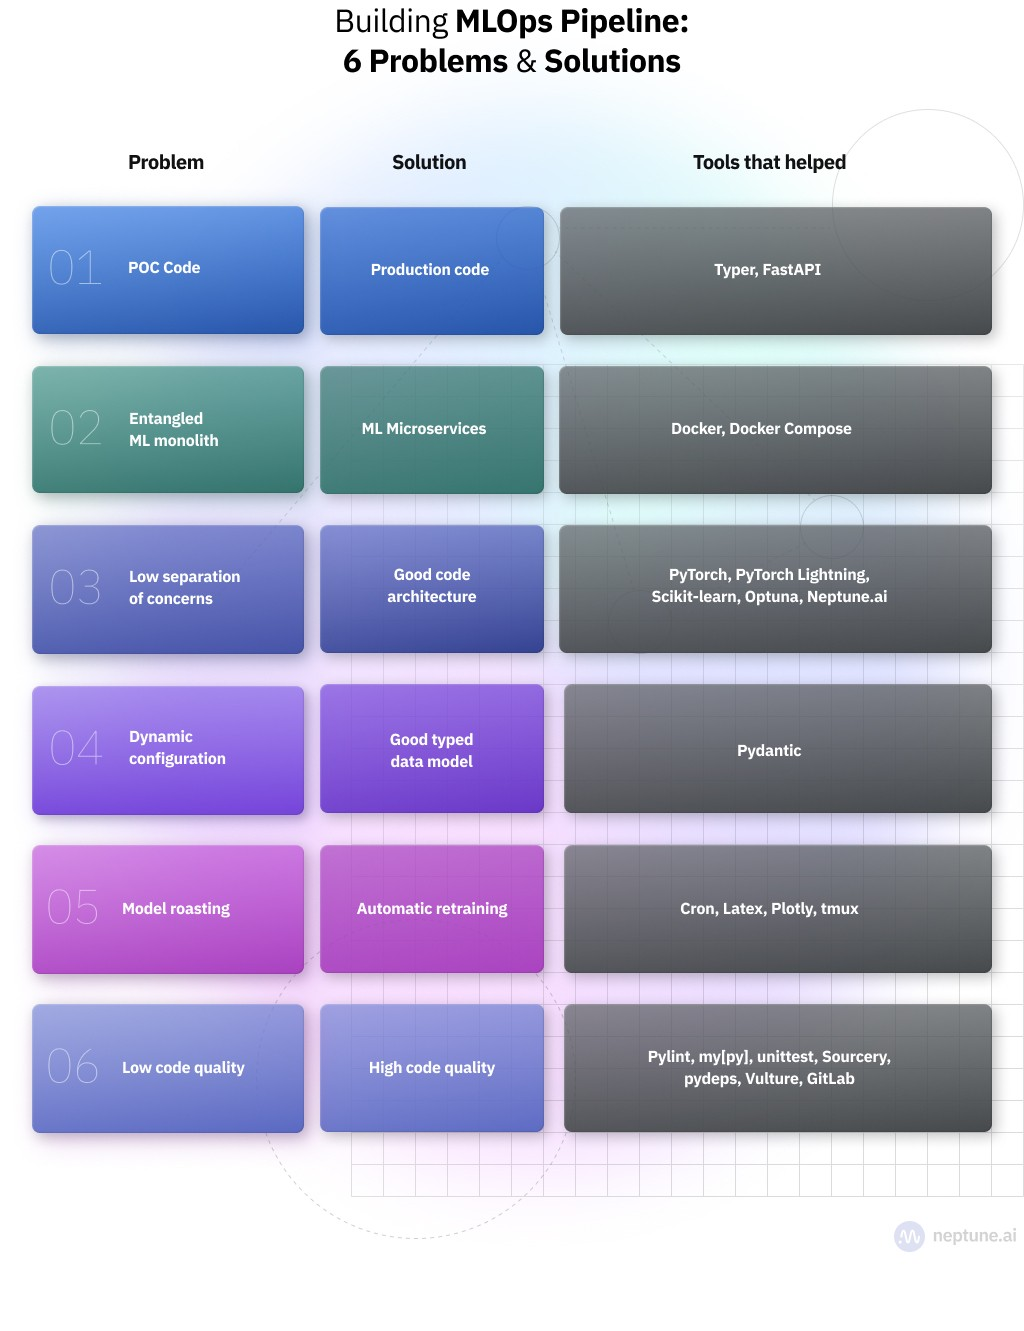 Building MLOps Pipeline:
6 Problems & Solutions
Problem
Solution
Tools that helped
01
POC Code
Production code
Typer, FastAPI
02
Entangled
ML monolith
ML Microservices
Docker, Docker Compose
03
Low separation
of concerns
Good code
architecture
PyTorch, PyTorch Lightning,
Scikit-learn, Optuna, Neptune.ai
04
Dynamic
configuration
Good typed
data model
Pydantic
05
Model roasting
Automatic retraining
Cron, Latex, Plotly, tmux
06
Low code quality
High code quality
Pylint, my[py], unittest, Sourcery,
pydeps, Vulture, GitLab
neptune.ai